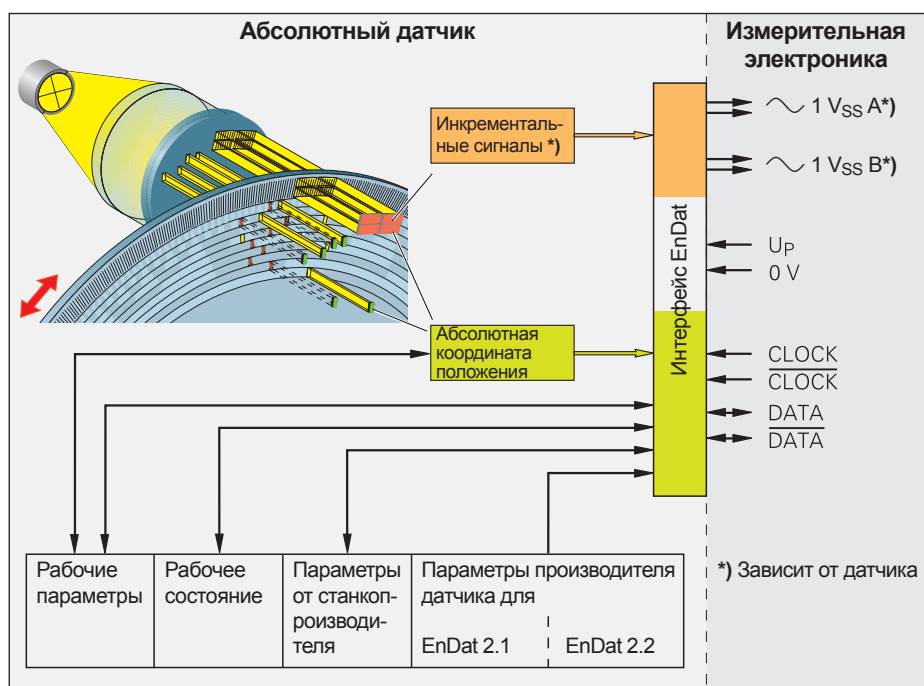 Абсолютный датчик
Измерительная
электроника
Инкременталь-
ные сигналы *)
1 VSS A*)
1 VSS B*)
Интерфейс EnDat
UP
0 V
Абсолютная
координата
положения
CLOCK
CLOCK
DATA
DATA
Рабочие
параметры
Рабочее
состояние
Параметры
от станкоп-
роизводи-
теля
Параметры производителя
датчика для
EnDat 2.1
EnDat 2.2
*) Зависит от датчика